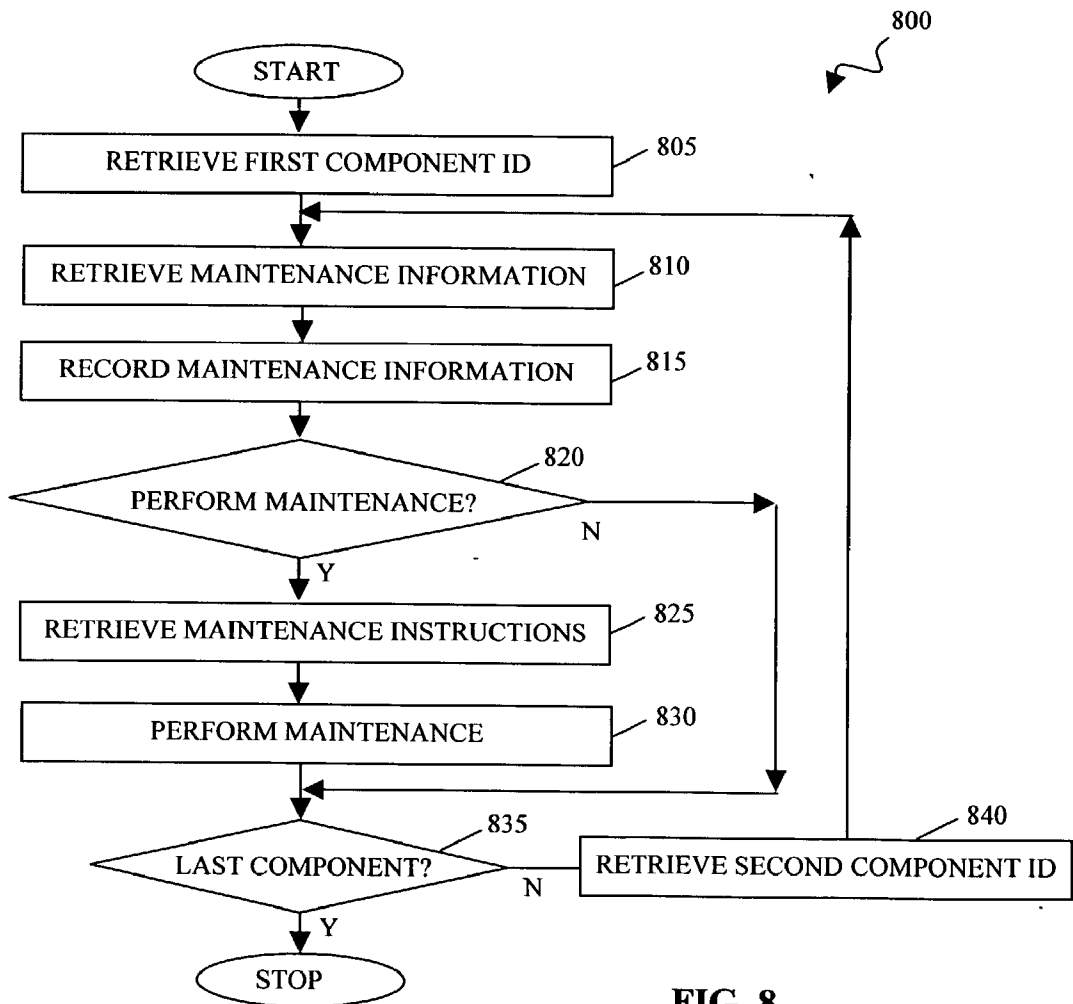 800
START
RETRIEVE FIRST COMPONENT ID
805
RETRIEVE MAINTENANCE INFORMATION
810
RECORD MAINTENANCE INFORMATION
815
820
PERFORM MAINTENANCE?
N
Y
RETRIEVE MAINTENANCE INSTRUCTIONS
825
PERFORM MAINTENANCE
830
835
840
LAST COMPONENT?
N
RETRIEVE SECOND COMPONENT ID
Y
STOP
FIG. 8